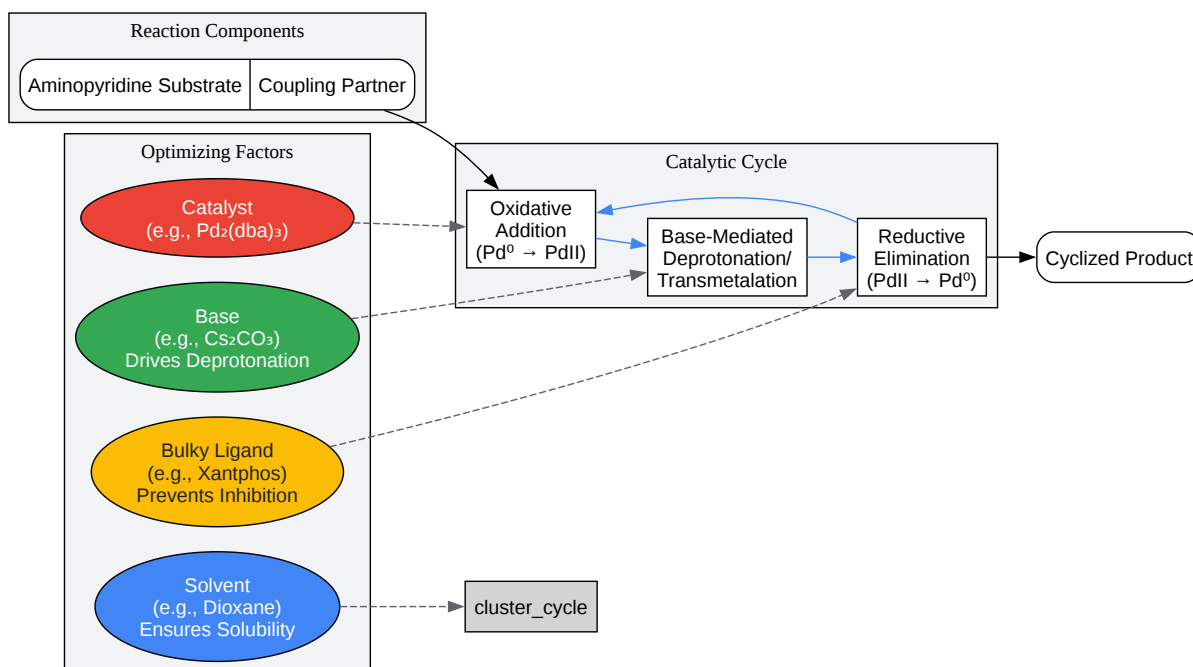 Reaction Components
Aminopyridine Substrate
Coupling Partner
Optimizing Factors
Catalyst
(e.g., Pd₂(dba)₃)
Base
(e.g., Cs₂CO₃)
Drives Deprotonation
Bulky Ligand
(e.g., Xantphos)
Prevents Inhibition
Solvent
(e.g., Dioxane)
Ensures Solubility
Catalytic Cycle
Oxidative
Addition
(Pd⁰ → PdII)
Base-Mediated
Deprotonation/
Transmetalation
Reductive
Elimination
(PdII → Pd⁰)
Cyclized Product
cluster_cycle